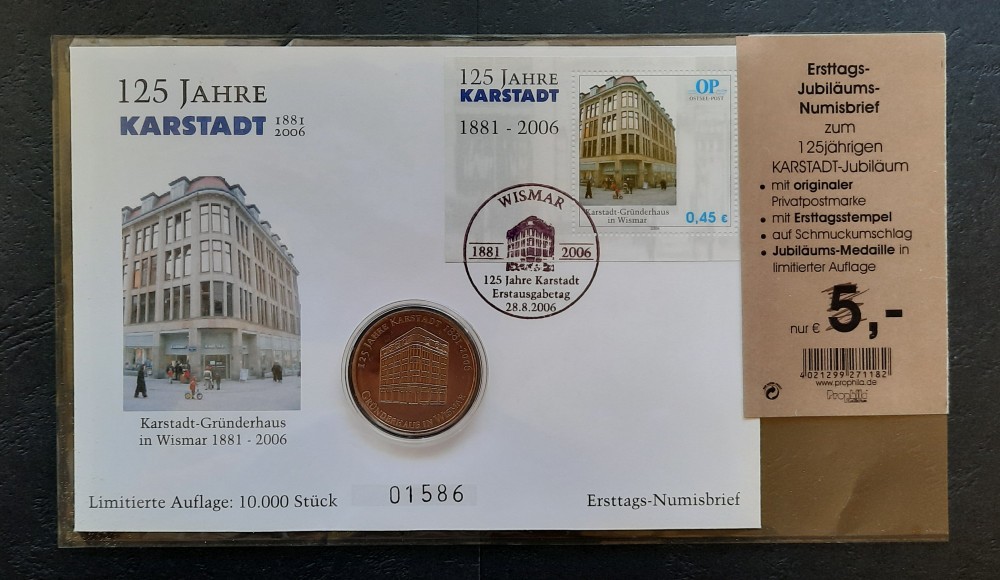 125 JAHRE
KARSTADT 1881 2006
Karstadt-Gründerhaus
in Wismar 1881 - 2006
Limitierte Auflage: 10.000 Stück
01586
Ersttags-Numisbrief
125 JAHRE
KARSTADT
1881 - 2006
OP
OSTSEE-POST
Karstadt-Gründerhaus
in Wismar
0,45 €
WISMAR
1881 2006
125 Jahre Karstadt
Erstausgabetag
28.8.2006
125 JAHRE KARSTADT 1881-2006
GRÜNDERHAUS IN WISMAR
Ersttags-
Jubiläums-
Numisbrief
zum
125jährigen
KARSTADT-Jubiläum
• mit originaler
Privatpostmarke
• mit Ersttagsstempel
• auf Schmuckumschlag
• Jubiläums-Medaille in
limitierter Auflage
nur € 5,-
4 021299 271182
www.prophila.de
Prophila